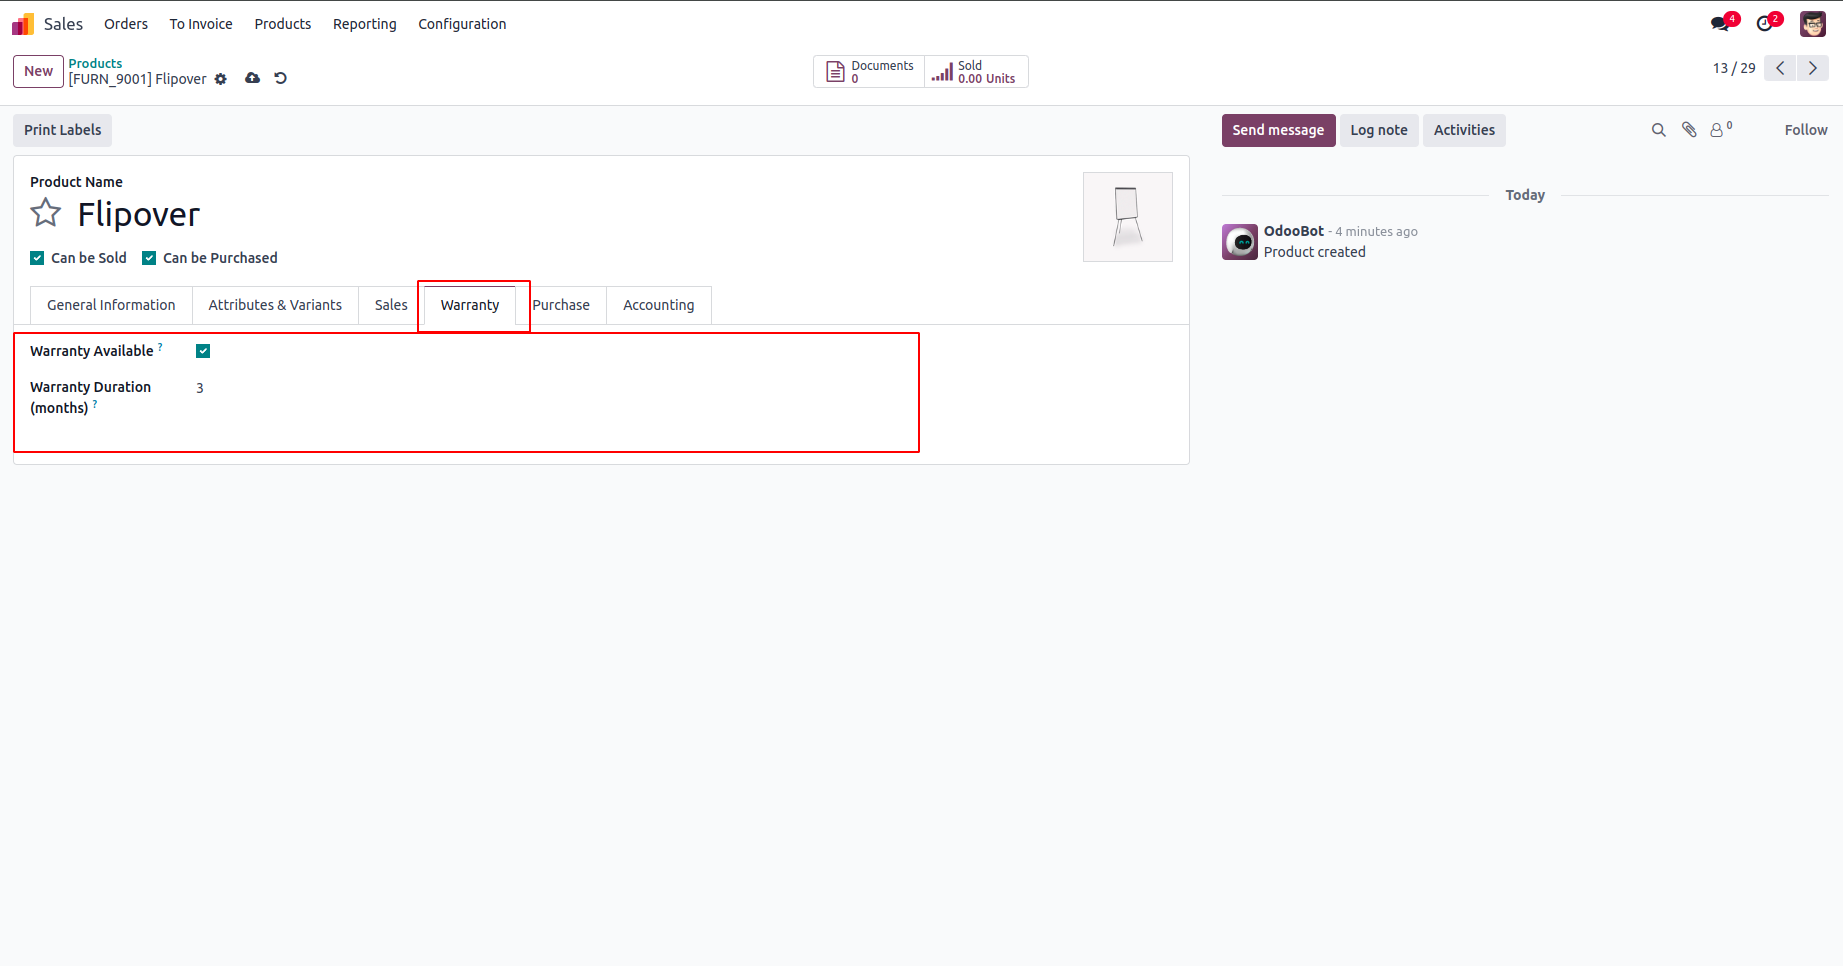 Sales Orders To Invoice Products Reporting Configuration 4 2
New Products
[FURN_9001] Flipover
Documents
0
Sold
0.00 Units
13 / 29
Print Labels
Send message Log note Activities 0 Follow
Product Name
Flipover
Can be Sold Can be Purchased
General Information Attributes & Variants Sales Warranty Purchase Accounting
Warranty Available ?
Warranty Duration
(months) ? 3
Today
OdooBot - 4 minutes ago
Product created